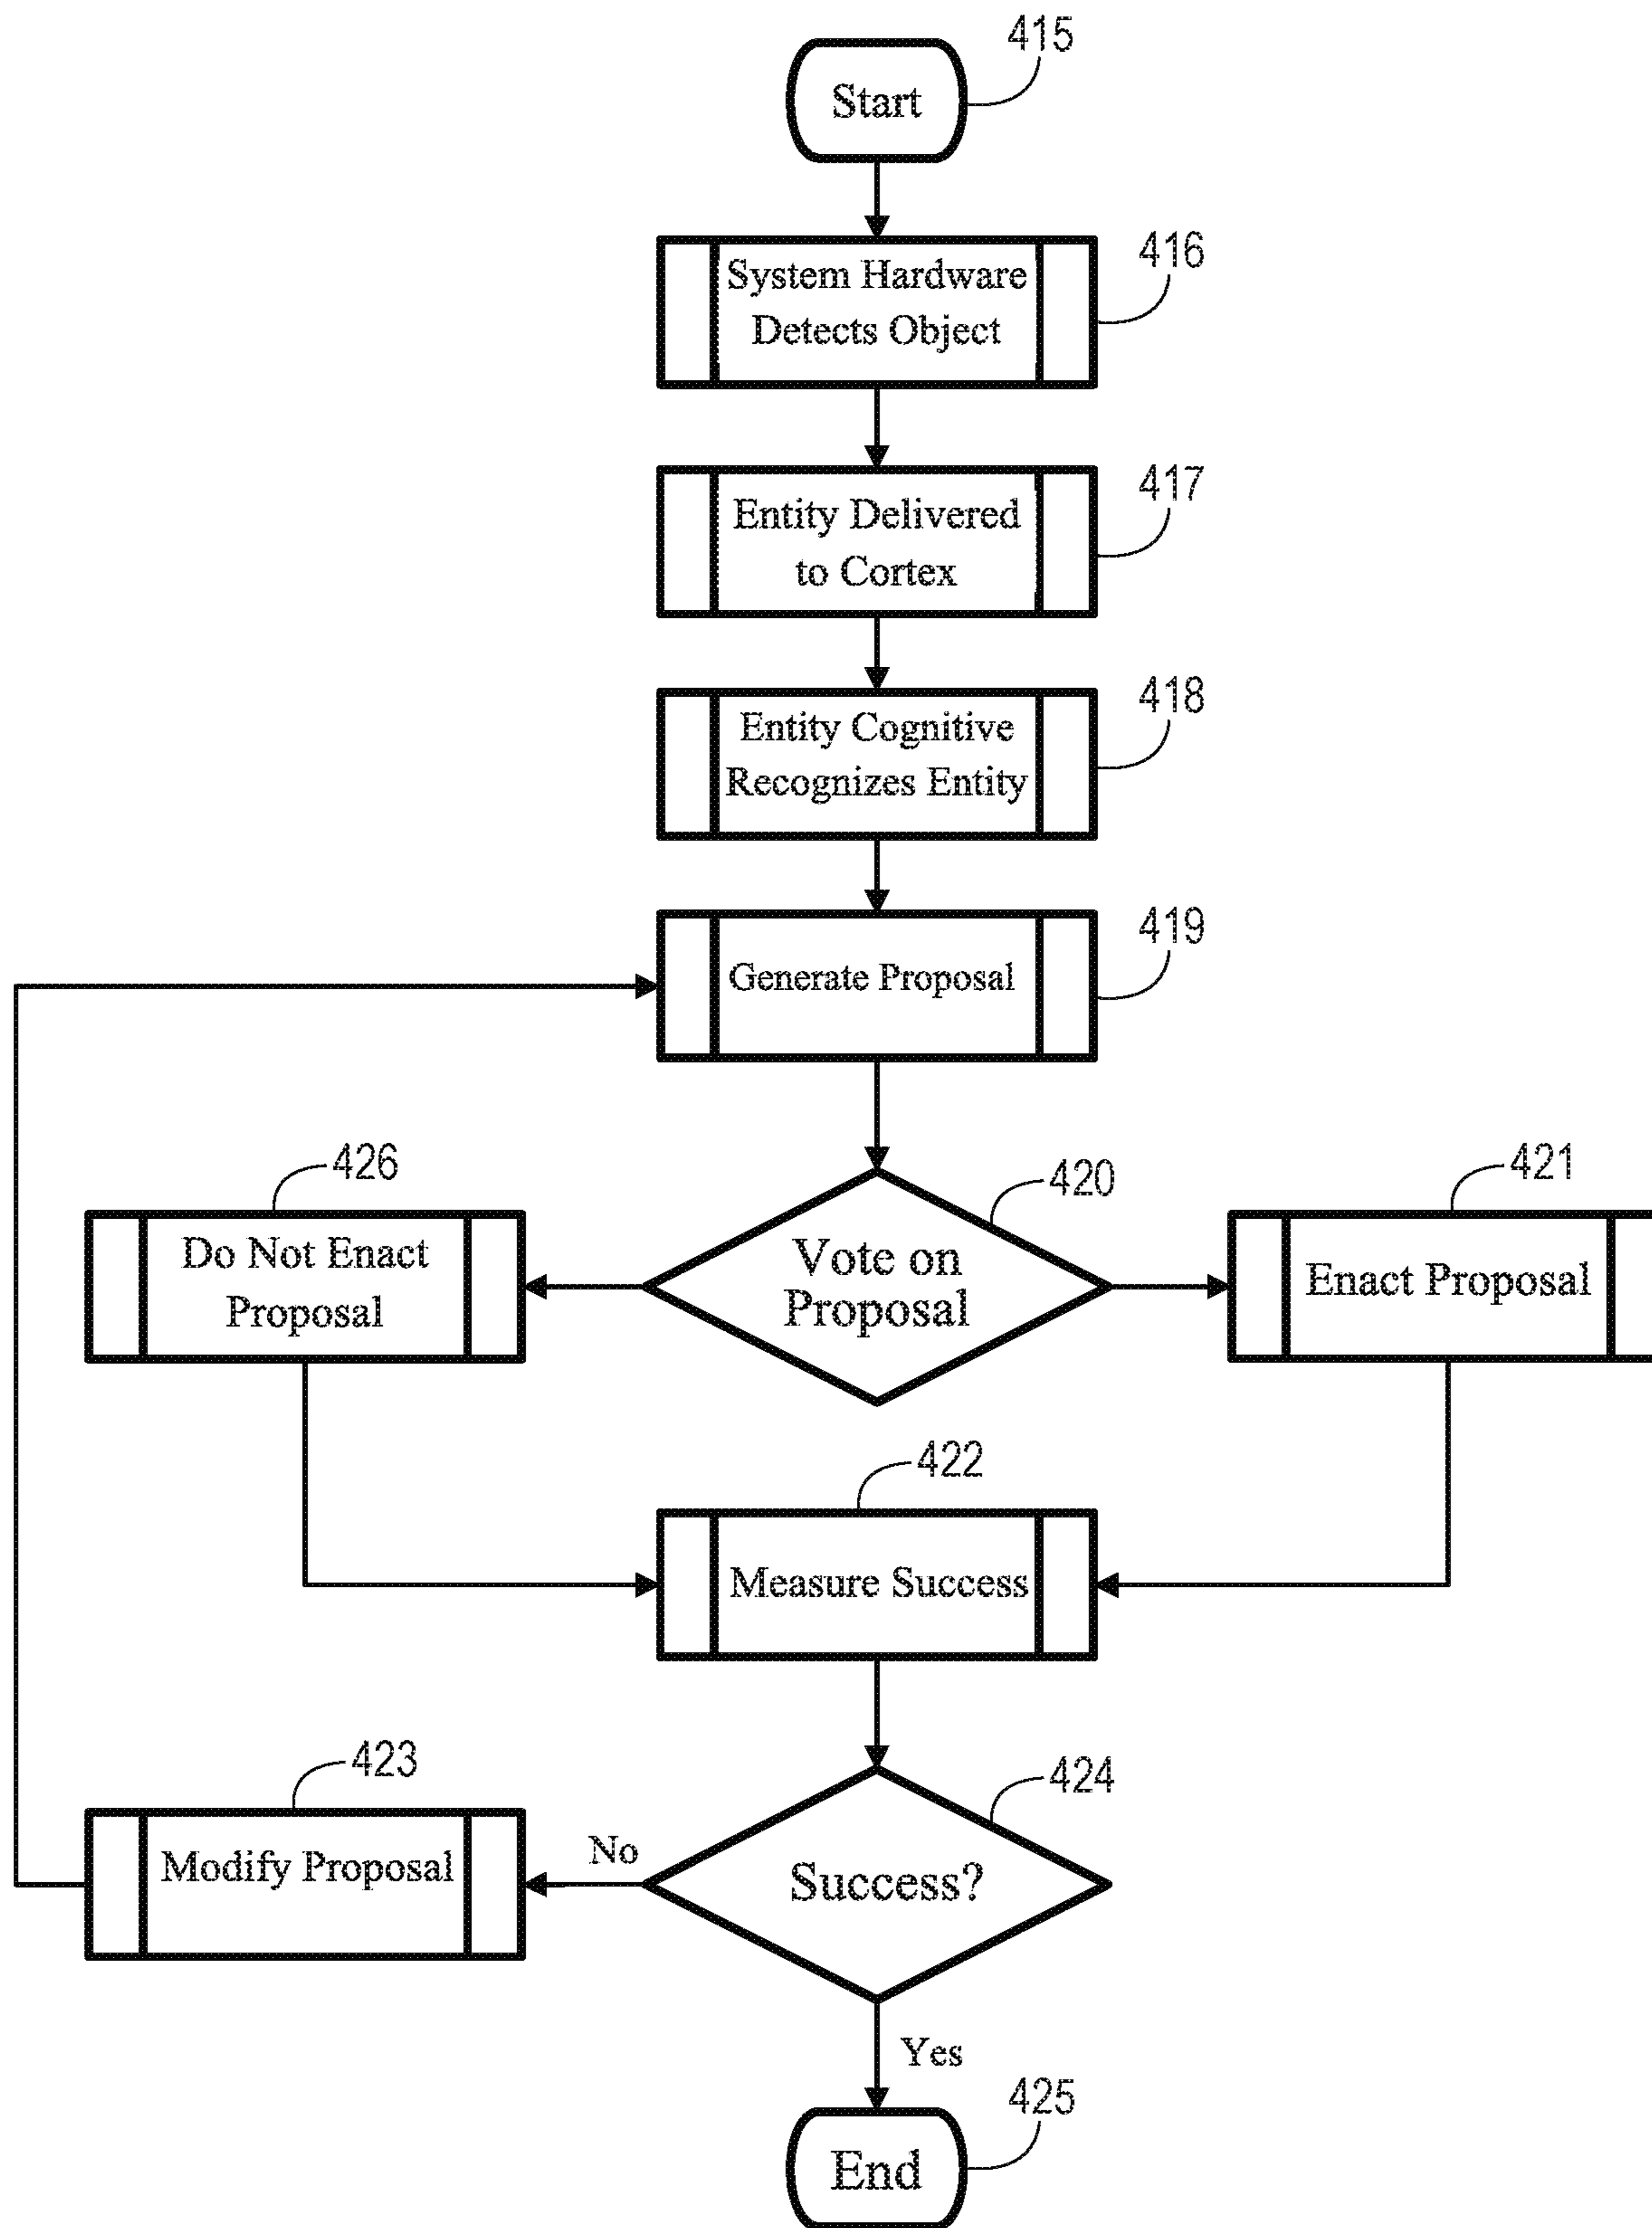 415
Start
416
System Hardware
Detects Object
417
Entity Delivered
to Cortex
418
Entity Cognitive
Recognizes Entity
419
Generate Proposal
426
Do Not Enact
Proposal
420
Vote on
Proposal
421
Enact Proposal
422
Measure Success
423
Modify Proposal
No
424
Success?
Yes
425
End